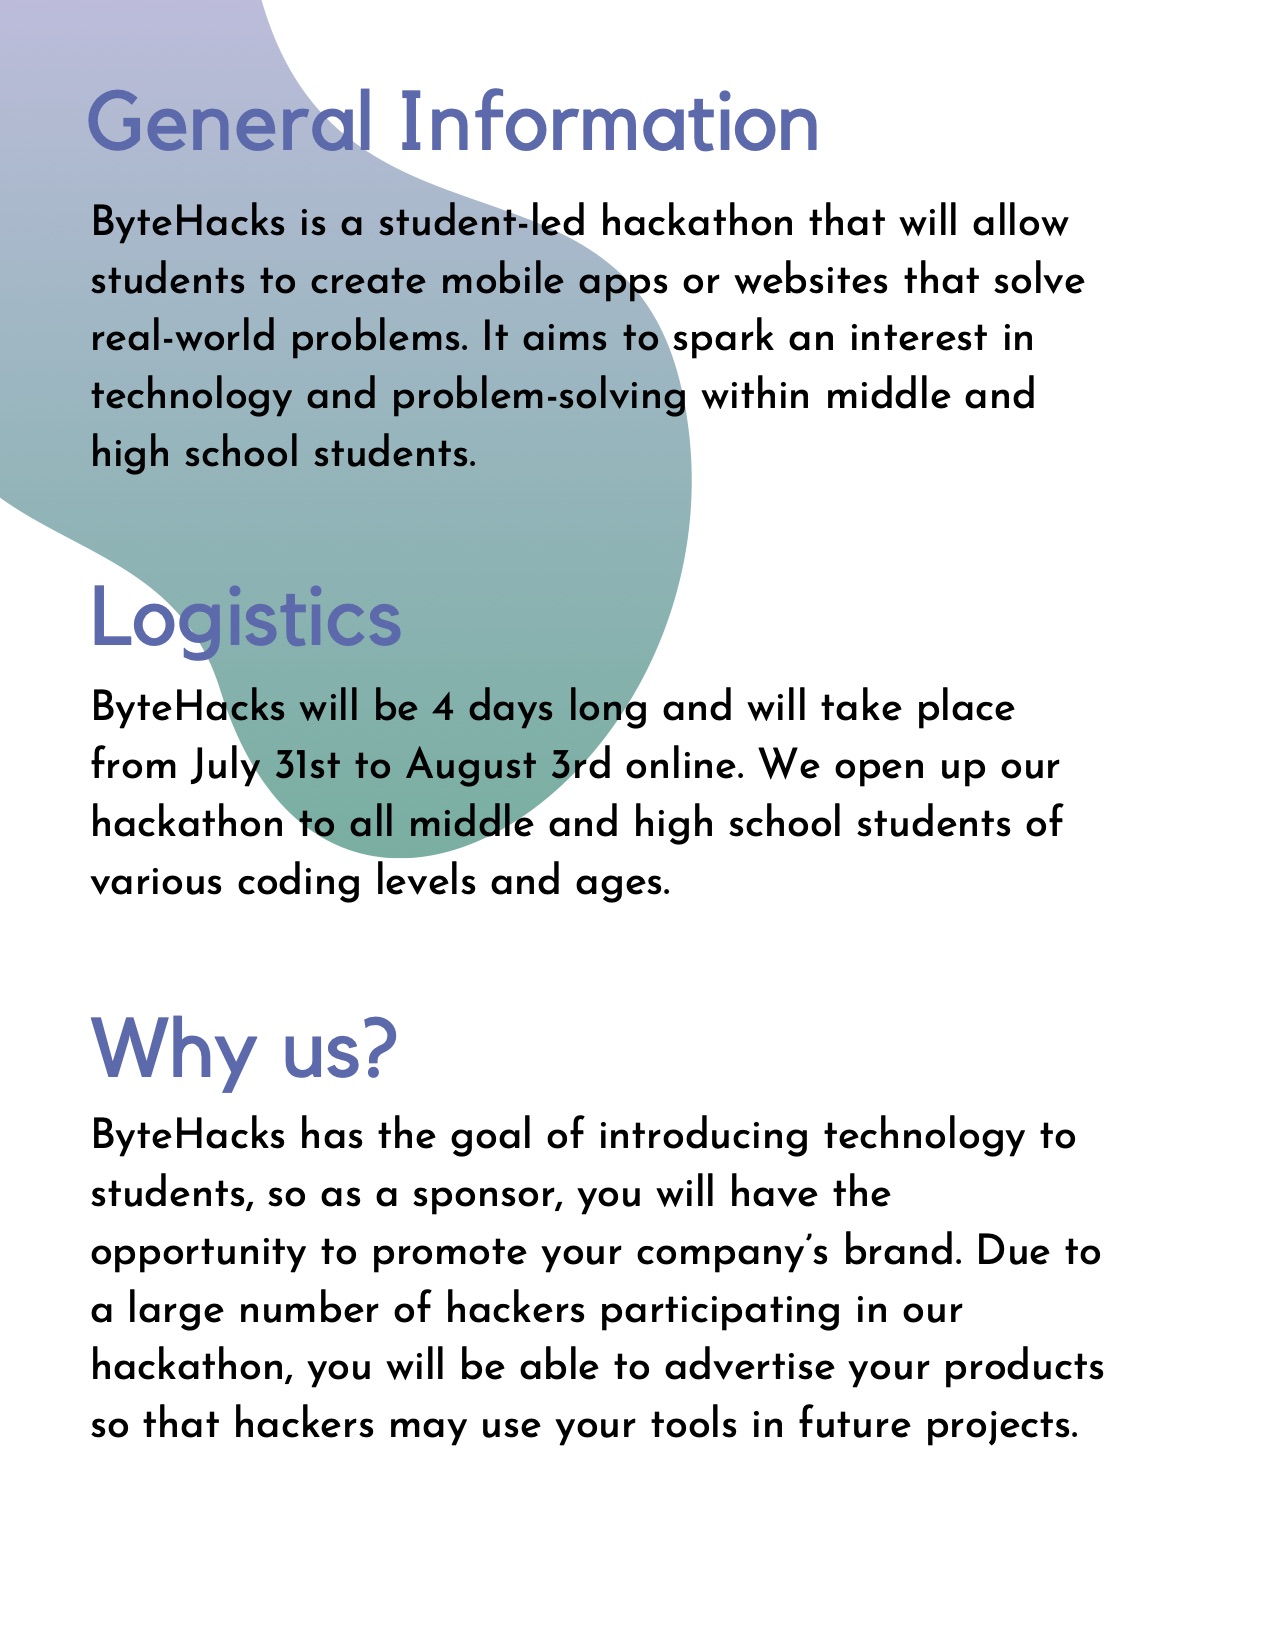 General Information
ByteHacks is a student-led hackathon that will allow
students to create mobile apps or websites that solve
real-world problems. It aims to spark an interest in
technology and problem-solving within middle and
high school students.
Logistics
ByteHacks will be 4 days long and will take place
from July 31st to August 3rd online. We open up our
hackathon to all middle and high school students of
various coding levels and ages.
Why us?
ByteHacks has the goal of introducing technology to
students, so as a sponsor, you will have the
opportunity to promote your company’s brand. Due to
a large number of hackers participating in our
hackathon, you will be able to advertise your products
so that hackers may use your tools in future projects.